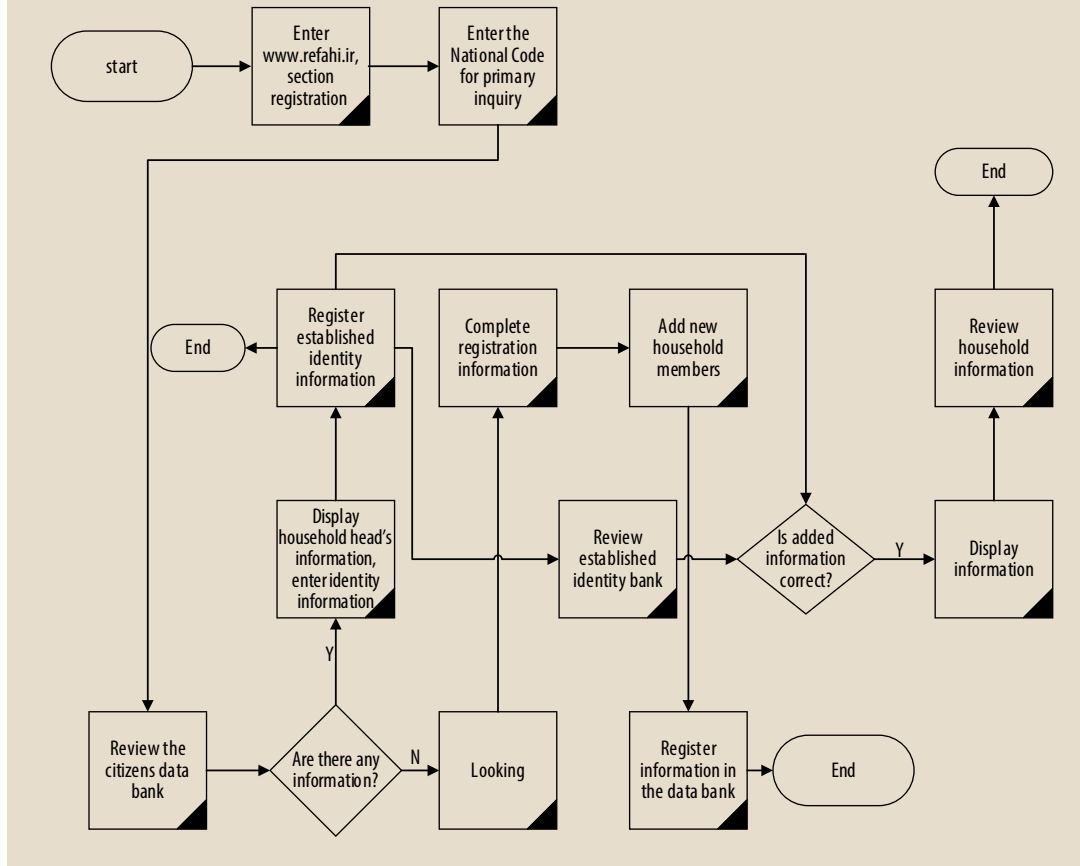 start
Enter
www.refahi.ir,
section
registration
Enter the
National Code
for primary
inquiry
End
Register
established
identity
information
End
Complete
registration
information
Add new
household
members
Review
household
information
Display
household head's
information,
enter identity
information
Review
established
identity bank
Is added
information
correct?
Y
Display
information
Y
Review the
citizens data
bank
Are there any
information?
N
Looking
Register
information in
the data bank
End